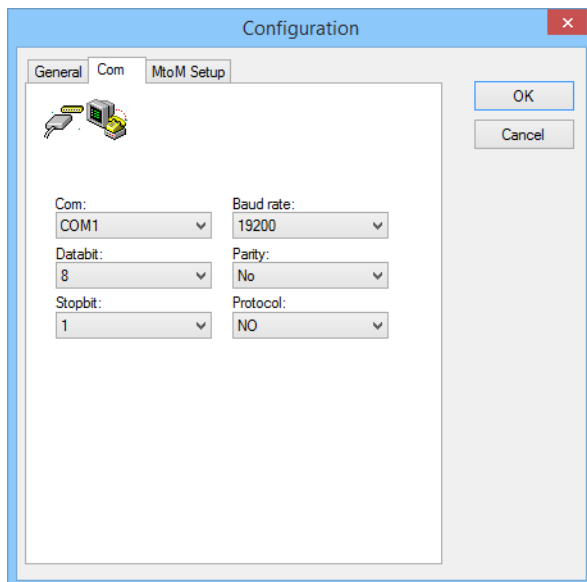 Configuration
General Com MtoM Setup
OK
Cancel
Com: Baud rate:
COM1 19200
Databit: Parity:
8 No
Stopbit: Protocol:
1 NO